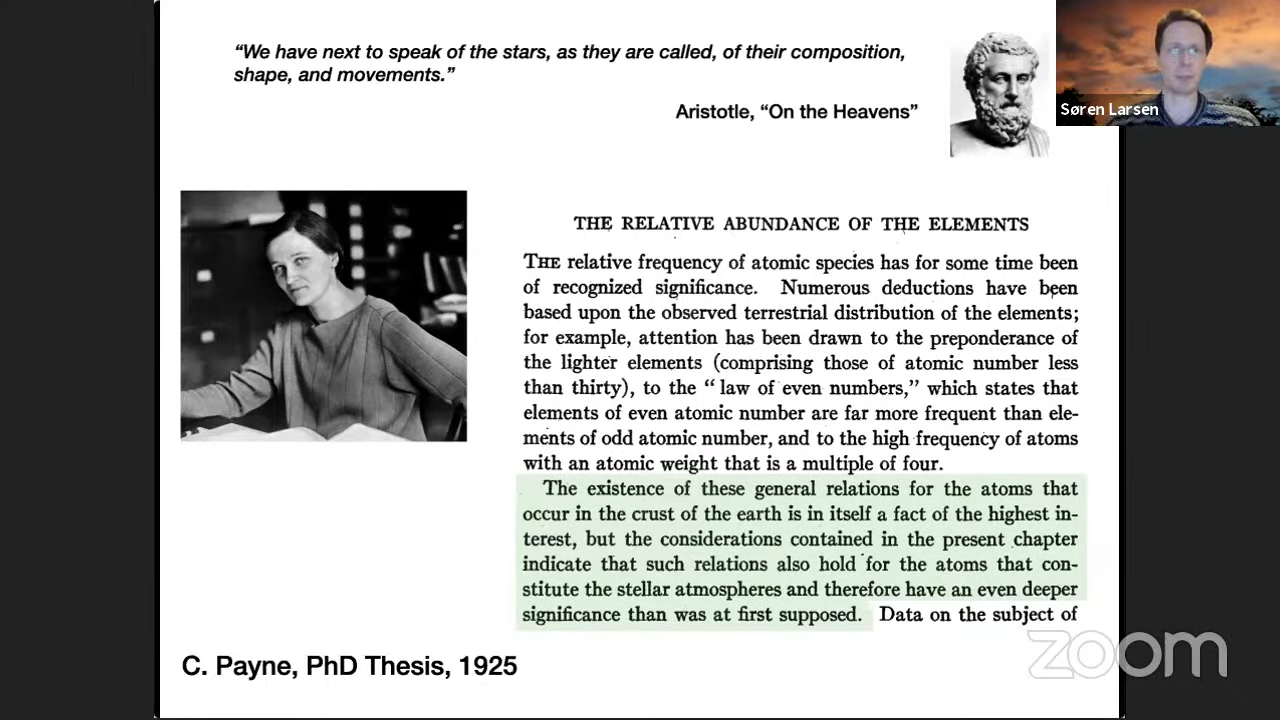 “We have next to speak of the stars, as they are called, of their composition,
shape, and movements.”
Aristotle, “On the Heavens”
Søren Larsen
THE RELATIVE ABUNDANCE OF THE ELEMENTS
THE relative frequency of atomic species has for some time been
of recognized significance. Numerous deductions have been
based upon the observed terrestrial distribution of the elements;
for example, attention has been drawn to the preponderance of
the lighter elements (comprising those of atomic number less
than thirty), to the “law of even numbers,” which states that
elements of even atomic number are far more frequent than ele-
ments of odd atomic number, and to the high frequency of atoms
with an atomic weight that is a multiple of four.
The existence of these general relations for the atoms that
occur in the crust of the earth is in itself a fact of the highest in-
terest, but the considerations contained in the present chapter
indicate that such relations also hold for the atoms that con-
stitute the stellar atmospheres and therefore have an even deeper
significance than was at first supposed. Data on the subject of
C. Payne, PhD Thesis, 1925
zoom